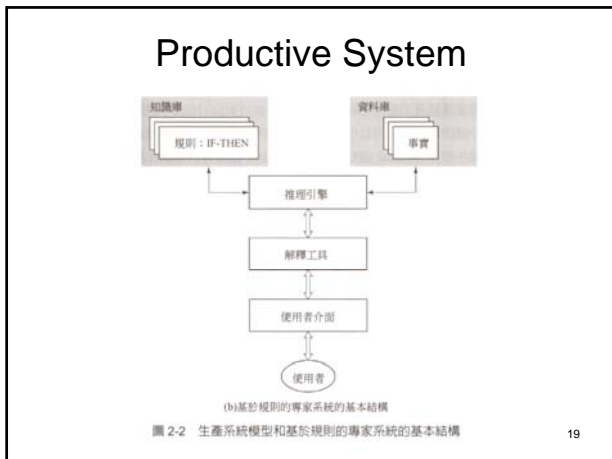 Productive System
知識庫
規則：IF-THEN
資料庫
事實
推理引擎
解釋工具
使用者介面
使用者
(b)基於規則的專家系統的基本結構
圖 2-2 生產系統模型和基於規則的專家系統的基本結構
19